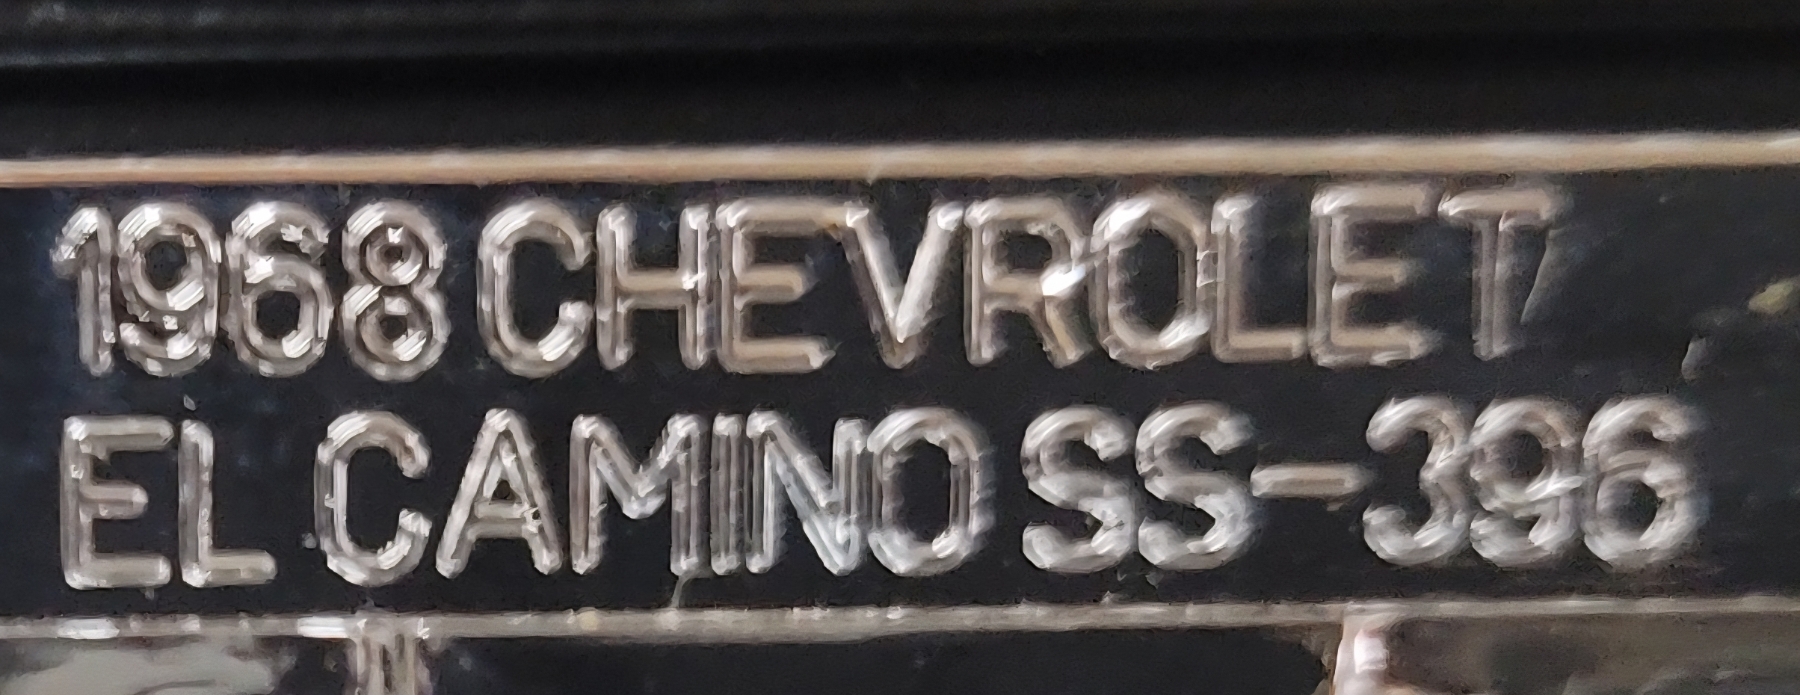 1968 CHEVROLET
EL CAMINO SS-396